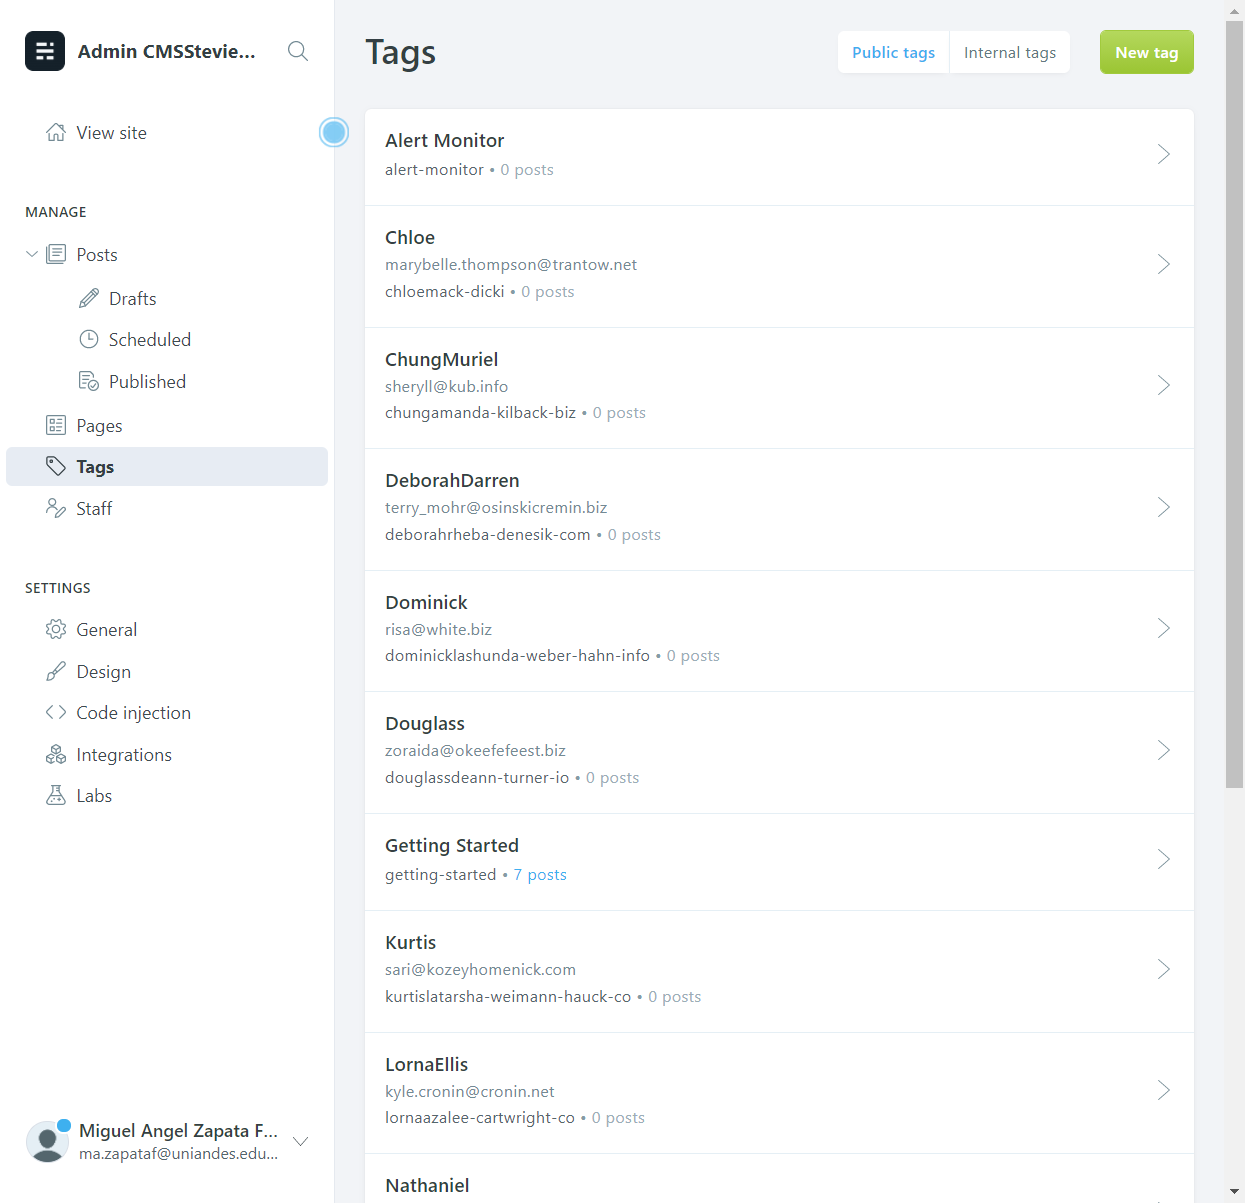 Admin CMSStevie...
View site
MANAGE
Posts
Drafts
Scheduled
Published
Pages
Tags
Staff
SETTINGS
General
Design
Code injection
Integrations
Labs
Miguel Angel Zapata F...
ma.zapataf@uniandes.edu...
Tags
Public tags
Internal tags
New tag
Alert Monitor
alert-monitor • 0 posts
Chloe
marybelle.thompson@trantow.net
chloemack-dicki • 0 posts
ChungMuriel
sheryll@kub.info
chungamanda-kilback-biz • 0 posts
DeborahDarren
terry_mohr@osinskicremin.biz
deborahrheba-denesik-com • 0 posts
Dominick
risa@white.biz
dominicklashunda-weber-hahn-info • 0 posts
Douglass
zoraida@okeefefeest.biz
douglassdeann-turner-io • 0 posts
Getting Started
getting-started • 7 posts
Kurtis
sari@kozeyhomenick.com
kurtislatarsha-weimann-hauck-co • 0 posts
LornaEllis
kyle.cronin@cronin.net
lornaazalee-cartwright-co • 0 posts
Nathaniel